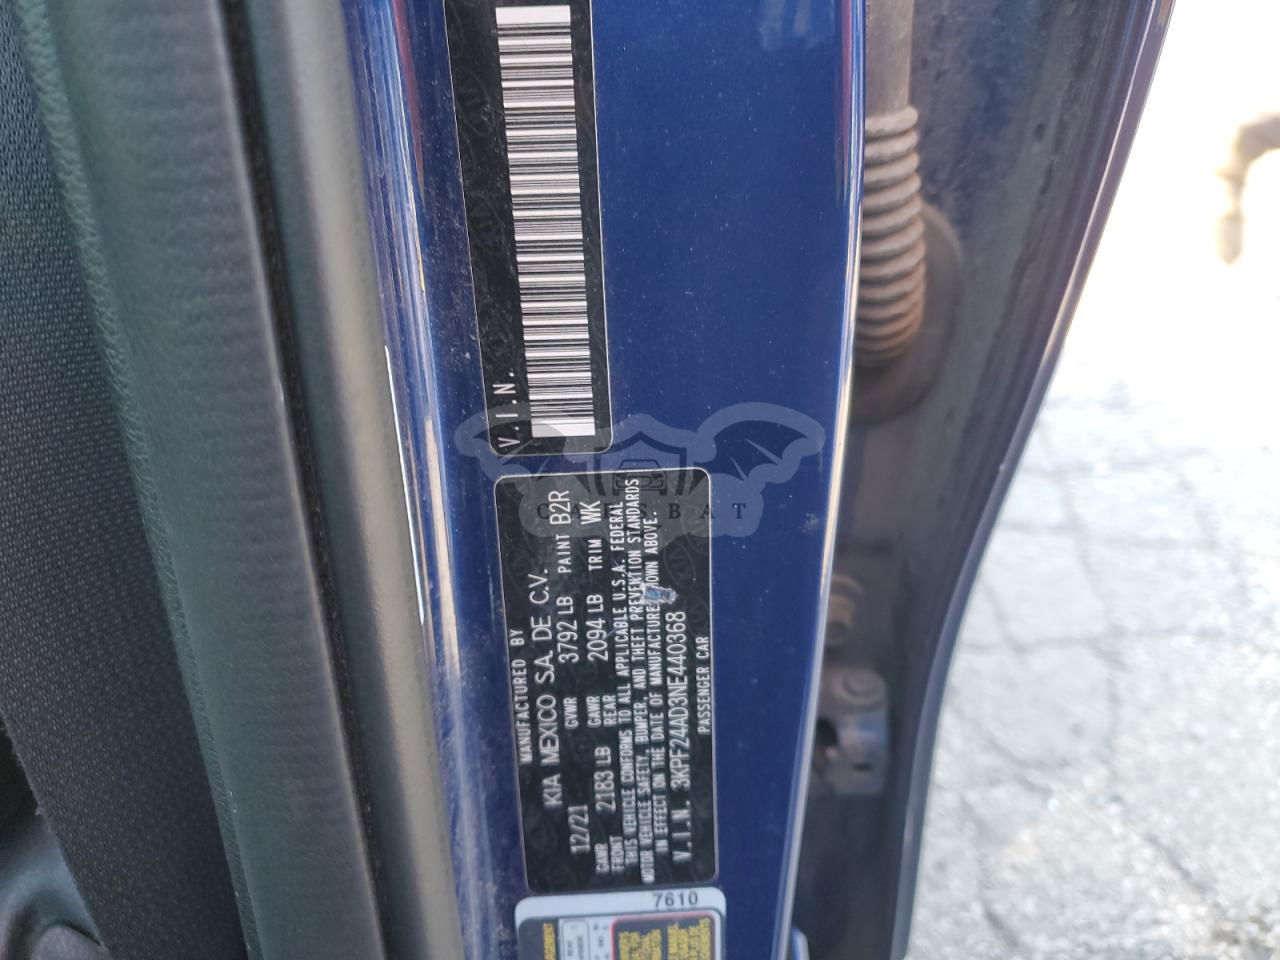 V.I.N.
MANUFACTURED BY
KIA MEXICO S.A. DE C.V.
12/21 GVWR 3792 LB PAINT B2R
GAWR FRONT 2183 LB GAWR REAR 2094 LB TRIM WK
THIS VEHICLE CONFORMS TO ALL APPLICABLE U.S.A. FEDERAL
MOTOR VEHICLE SAFETY, BUMPER, AND THEFT PREVENTION STANDARDS
IN EFFECT ON THE DATE OF MANUFACTURE SHOWN ABOVE.
V.I.N. 3KPF24AD3NE440368
PASSENGER CAR
7610